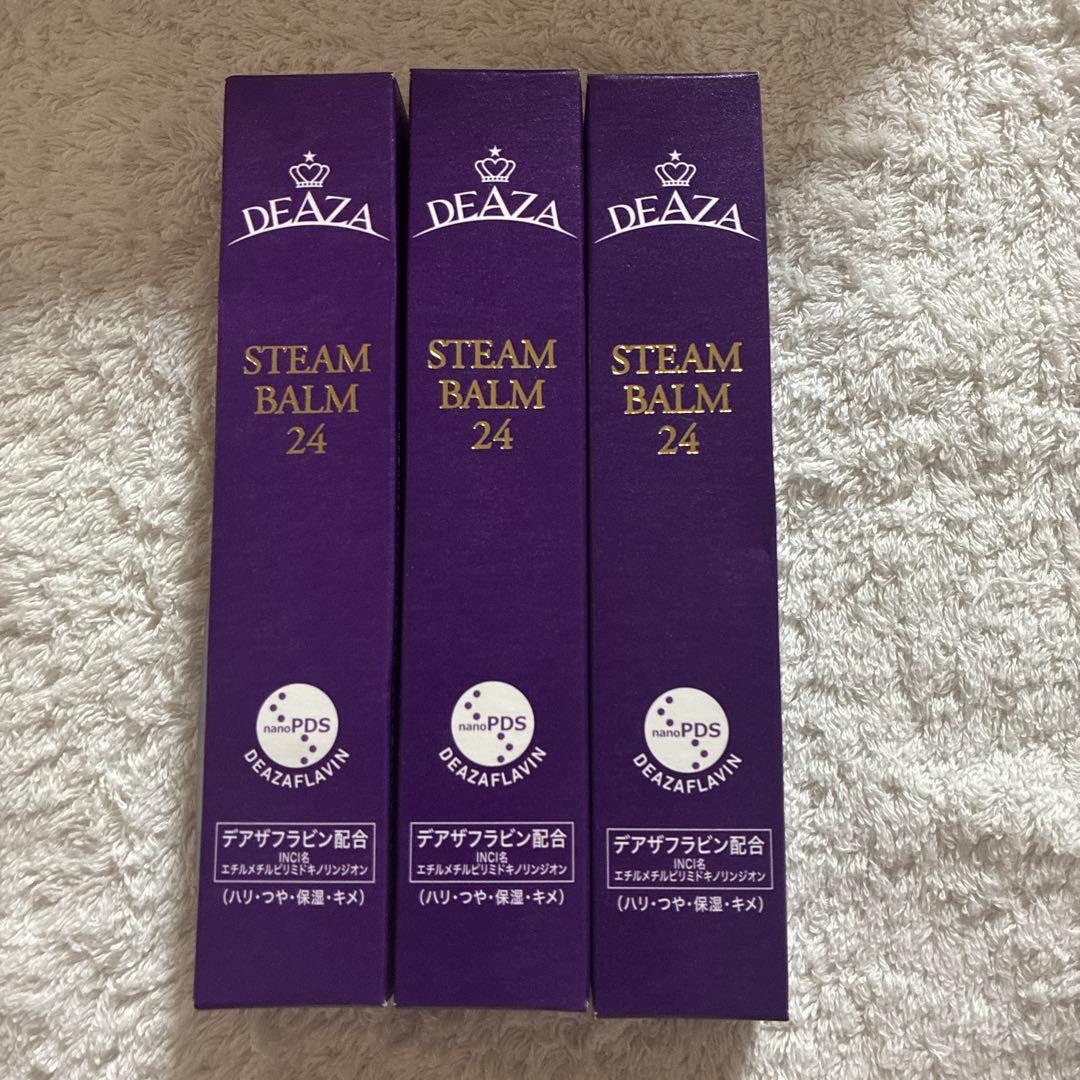 DEAZA
STEAM
BALM
24
nanoPDS
DEAZAFLAVIN
デアザフラビン配合
INCI名
エチルメチルピリミドキノリンジオン
(ハリ・つや・保湿・キメ)
DEAZA
STEAM
BALM
24
nanoPDS
DEAZAFLAVIN
デアザフラビン配合
INCI名
エチルメチルピリミドキノリンジオン
(ハリ・つや・保湿・キメ)
DEAZA
STEAM
BALM
24
nanoPDS
DEAZAFLAVIN
デアザフラビン配合
INCI名
エチルメチルピリミドキノリンジオン
(ハリ・つや・保湿・キメ)